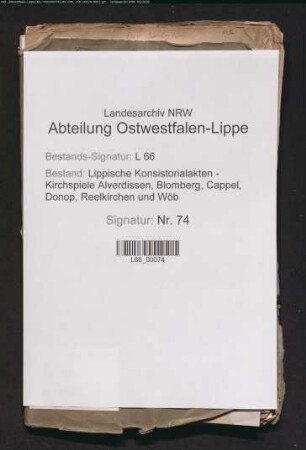 Landesarchiv NRW
Abteilung Ostwestfalen-Lippe
Bestands-Signatur: L 66
Bestand: Lippische Konsistorialakten -
Kirchspiele Alverdissen, Blomberg, Cappel,
Donop, Reelkirchen und Wöb
Signatur: Nr. 74
L66_00074